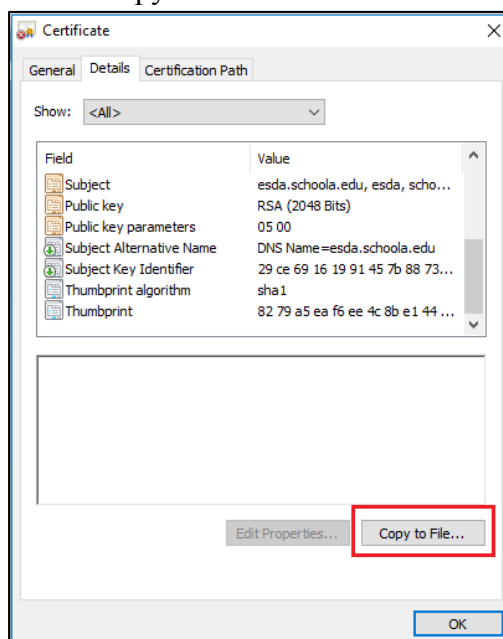 Certificate
General Details Certification Path
Show: <All>
Field Value
Subject esda.schoola.edu, esda, scho...
Public key RSA (2048 Bits)
Public key parameters 05 00
Subject Alternative Name DNS Name=esda.schoola.edu
Subject Key Identifier 29 ce 69 16 19 91 45 7b 88 73...
Thumbprint algorithm sha1
Thumbprint 82 79 a5 ea f6 ee 4c 8b e1 44 ...
Edit Properties... Copy to File...
OK